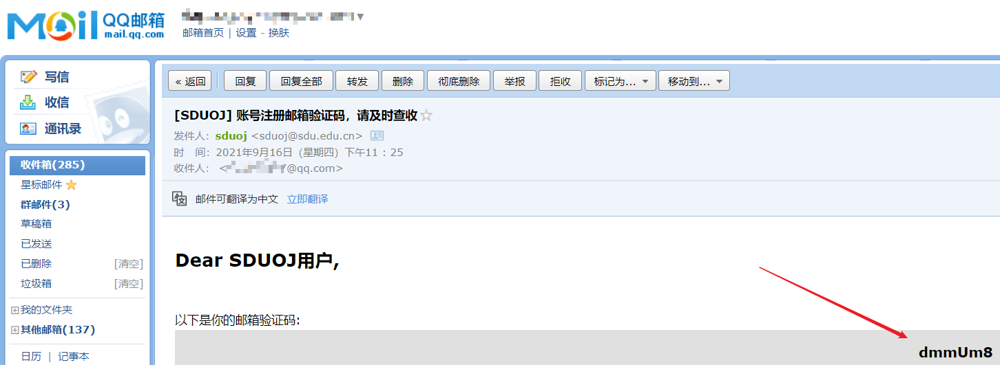 Mail QQ邮箱
mail.qq.com
邮箱首页 | 设置 - 换肤
写信
收信
通讯录
收件箱(285)
星标邮件
群邮件(3)
草稿箱
已发送
已删除 [清空]
垃圾箱 [清空]
我的文件夹
其他邮箱(137)
日历 | 记事本
« 返回 回复 回复全部 转发 删除 彻底删除 举报 拒收 标记为... 移动到...
[SDUOJ] 账号注册邮箱验证码，请及时查收
发件人： sduoj <sduoj@sdu.edu.cn>
时 间： 2021年9月16日（星期四）下午11：25
收件人： < @qq.com>
邮件可翻译为中文 立即翻译
Dear SDUOJ用户,
以下是你的邮箱验证码:
dmmUm8